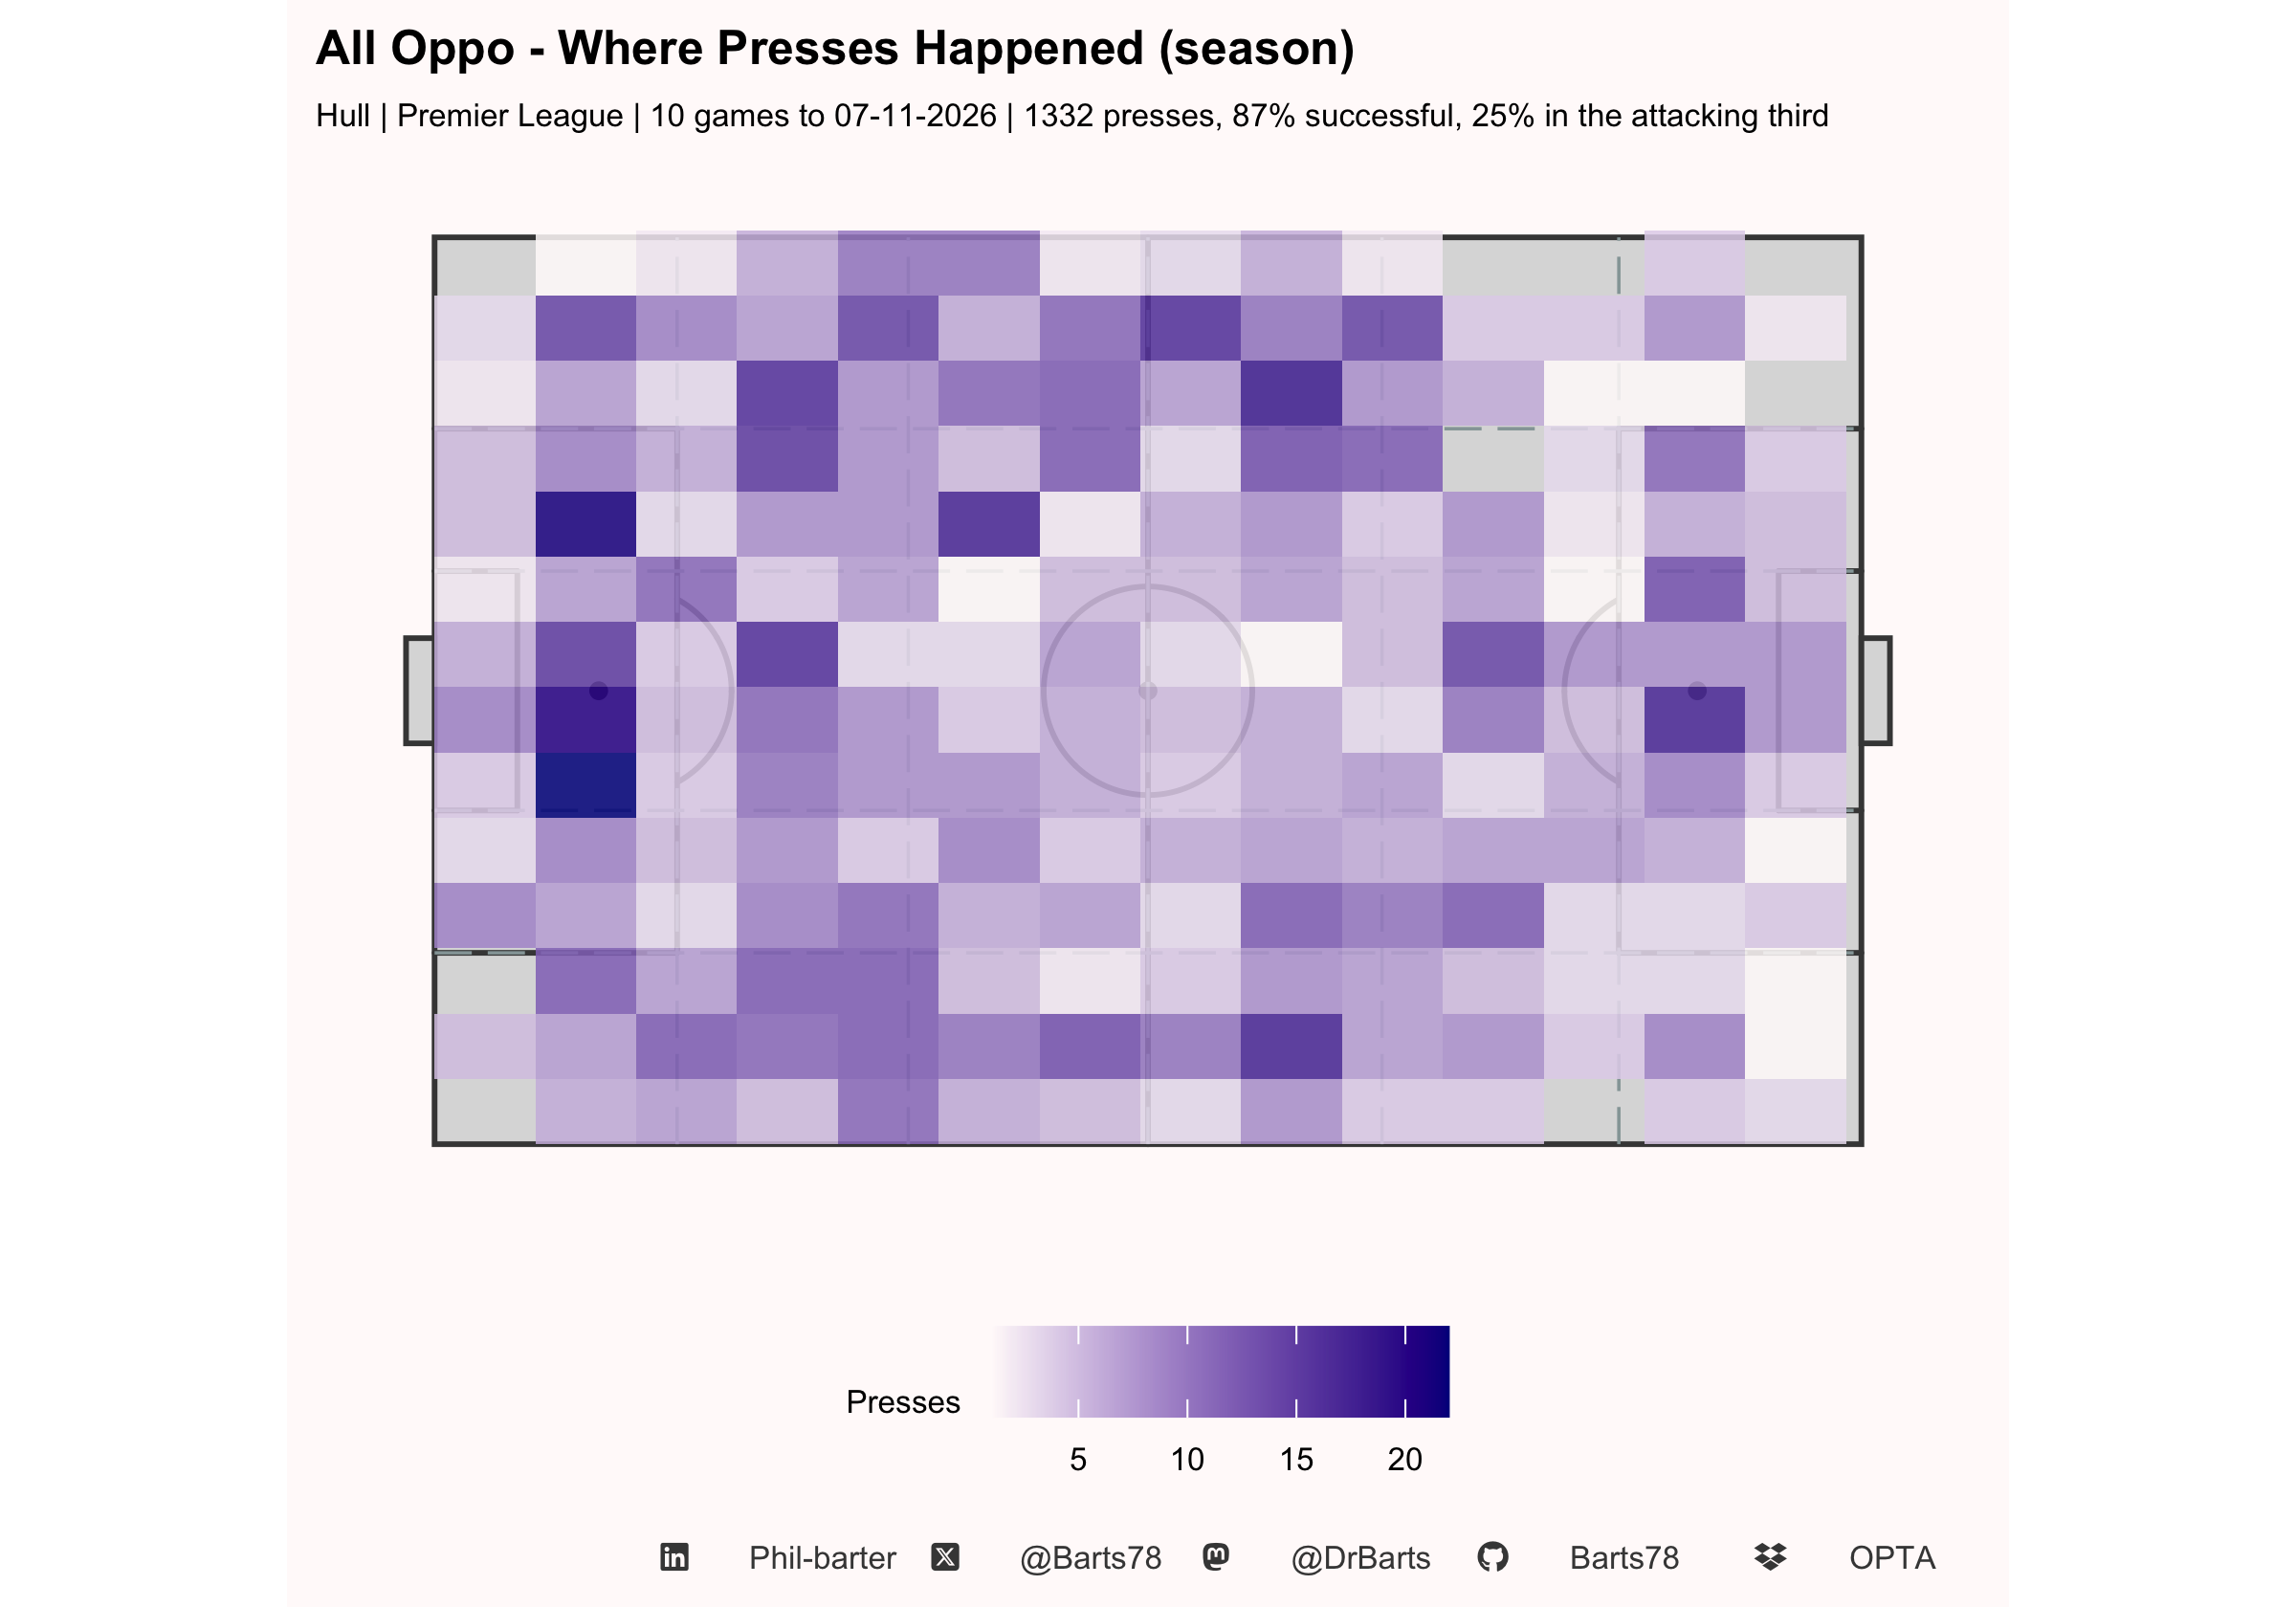 All Oppo - Where Presses Happened (season)
Hull | Premier League | 10 games to 07-11-2026 | 1332 presses, 87% successful, 25% in the attacking third
Presses
5 10 15 20
Phil-barter @Barts78 @DrBarts Barts78 OPTA